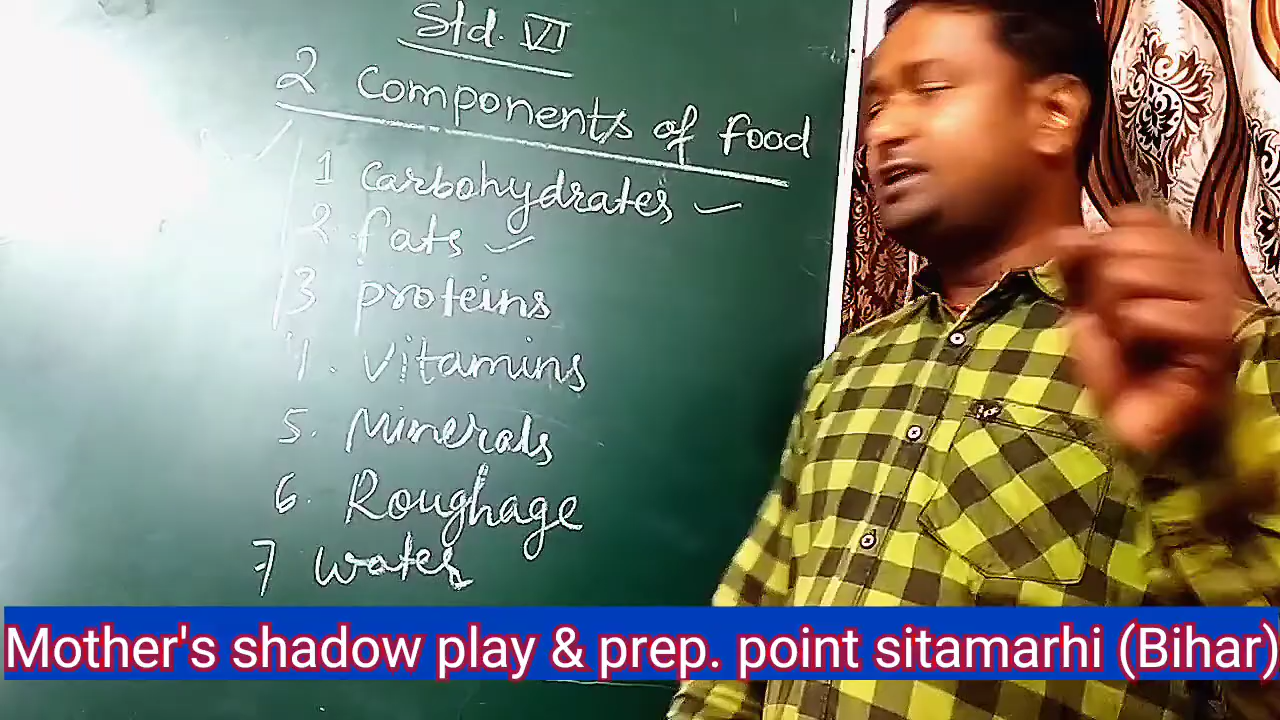 Std. VI
2 Components of food
1 carbohydrates
2 fats
3 proteins
4. vitamins
5. Minerals
6. Roughage
7 water
Mother's shadow play & prep. point sitamarhi (Bihar)